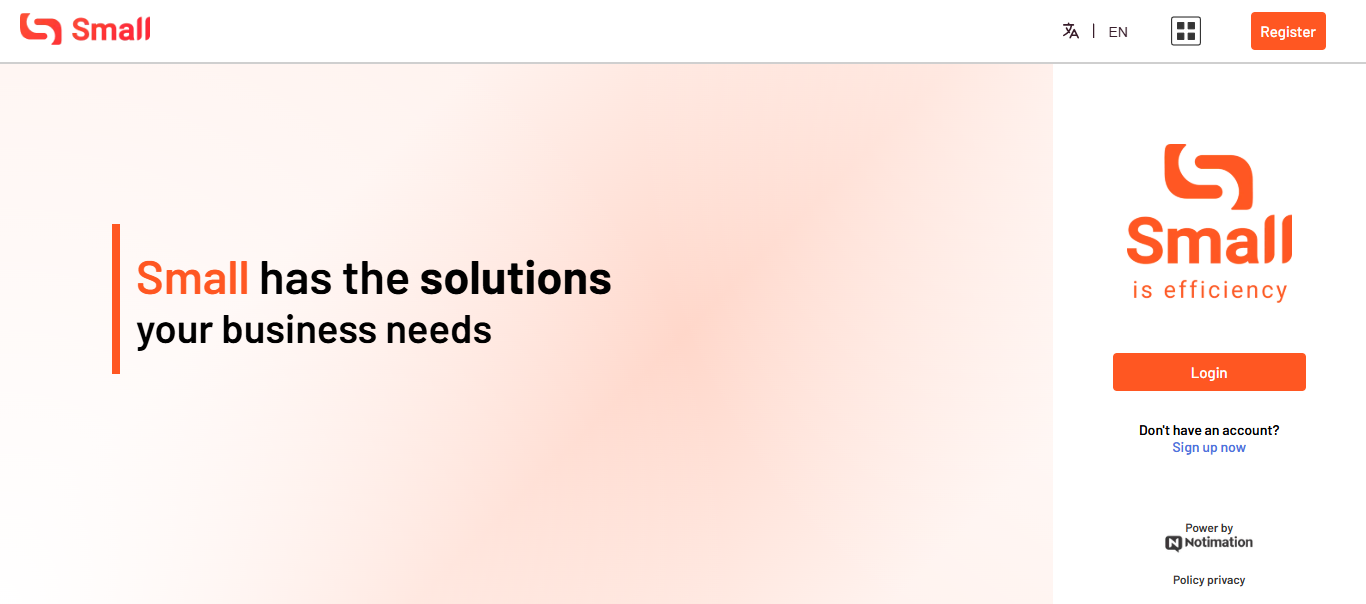 Small
EN
Register
Small has the solutions
your business needs
Small
is efficiency
Login
Don't have an account?
Sign up now
Power by
Notimation
Policy privacy